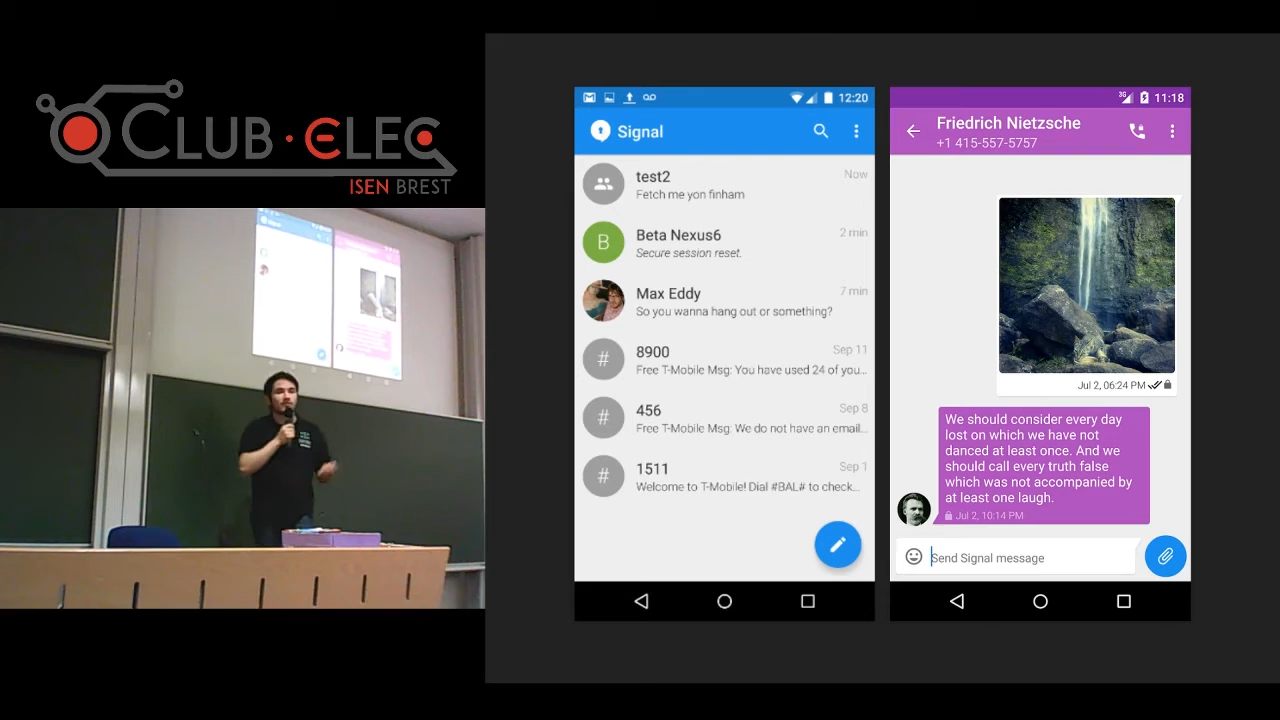 CLUB · ELEC
ISEN BREST
12:20
Signal
test2
Now
Fetch me yon finham
B
Beta Nexus6
2 min
Secure session reset.
Max Eddy
7 min
So you wanna hang out or something?
#
8900
Sep 11
Free T-Mobile Msg: You have used 24 of you...
#
456
Sep 8
Free T-Mobile Msg: We do not have an email...
#
1511
Sep 1
Welcome to T-Mobile! Dial #BAL# to check...
3G
11:18
Friedrich Nietzsche
+1 415-557-5757
Jul 2, 06:24 PM
We should consider every day
lost on which we have not
danced at least once. And we
should call every truth false
which was not accompanied by
at least one laugh.
Jul 2, 10:14 PM
Send Signal message